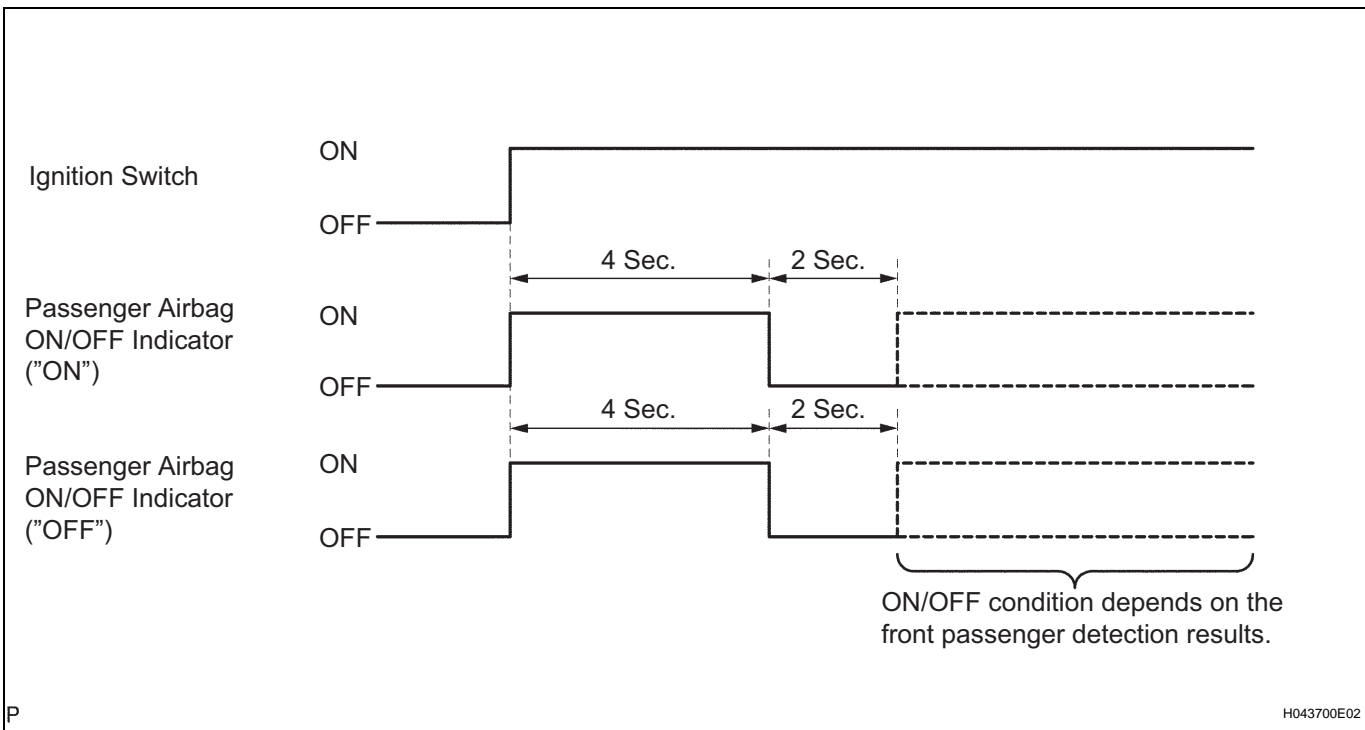 ON
Ignition Switch
OFF
4 Sec. 2 Sec.
Passenger Airbag
ON/OFF Indicator
(”ON”)
ON
OFF
4 Sec. 2 Sec.
Passenger Airbag
ON/OFF Indicator
(”OFF”)
ON
OFF
ON/OFF condition depends on the
front passenger detection results.
P
H043700E02